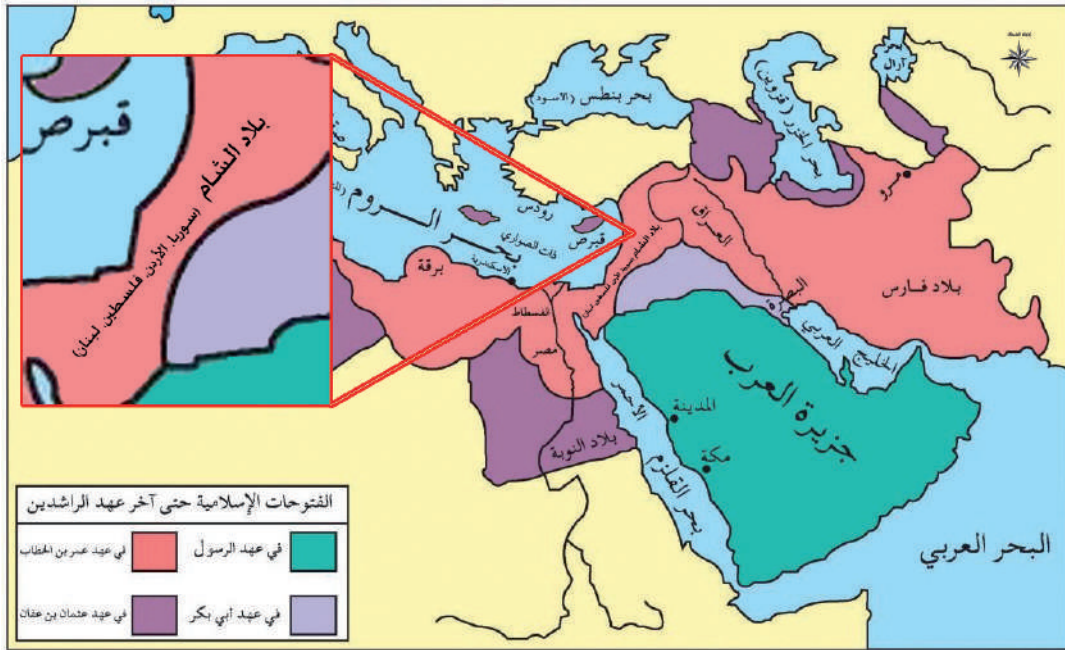 قبرص
بلاد الشام (سوريا. الأردن. فلسطين. لبنان)
بحر بنطس (الاسود)
بحر الخزر (قزوين)
بحر
آرال
مرو
رودس
ذات الصواري
قبرص
بحر الروم
الاسكندرية
برقة
الفسطاط
مصر
بلاد النوبة
العراق
البصرة
بلاد فارس
الخليج العربي
جزيرة العرب
المدينة
مكة
بحر القلزم
الأحمر
البحر العربي
الفتوحات الإسلامية حتى آخر عهد الراشدين
في عهد الرسول
في عهد عمر بن الخطاب
في عهد أبي بكر
في عهد عثمان بن عفان